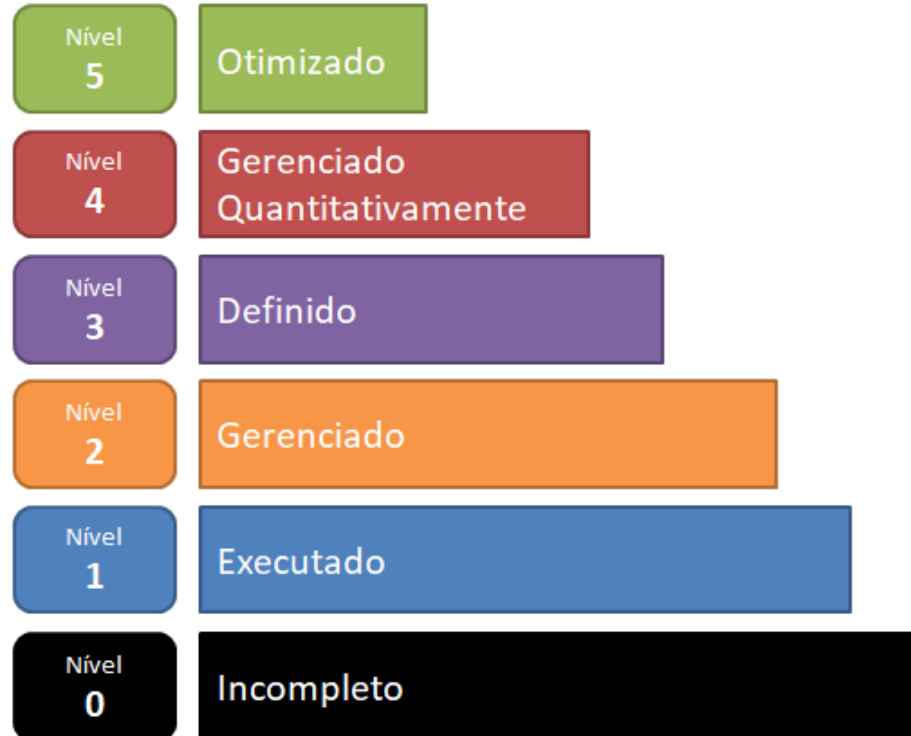 Nível
5
Otimizado
Nível
4
Gerenciado
Quantitativamente
Nível
3
Definido
Nível
2
Gerenciado
Nível
1
Executado
Nível
0
Incompleto